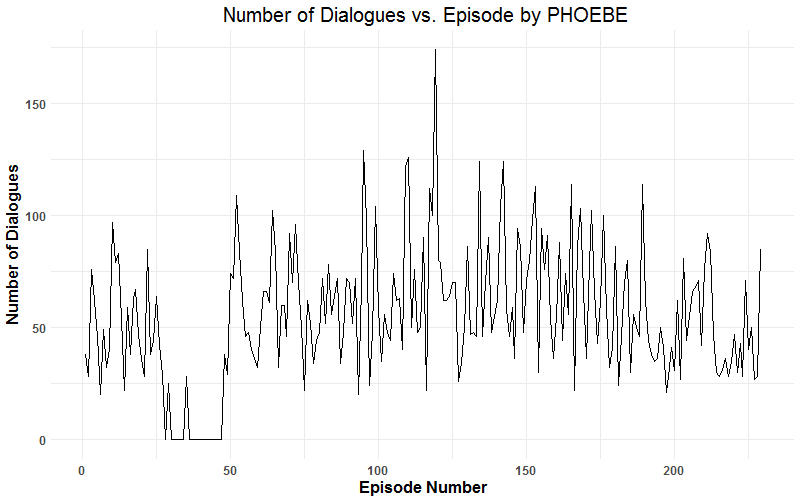 Number of Dialogues vs. Episode by PHOEBE
Number of Dialogues
150
100
50
0
0 50 100 150 200
Episode Number